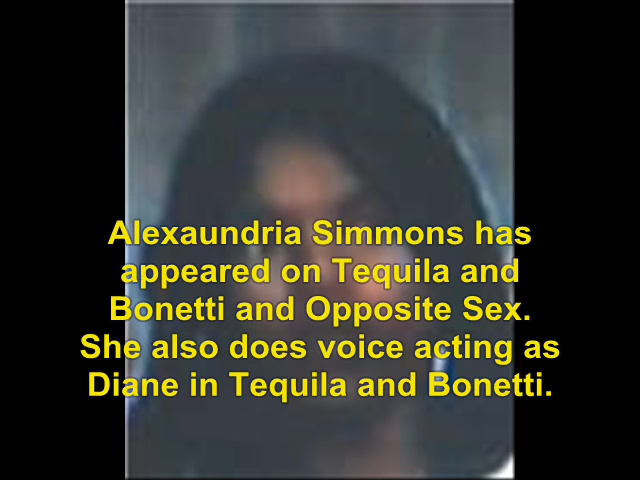 Alexaundria Simmons has
appeared on Tequila and
Bonetti and Opposite Sex.
She also does voice acting as
Diane in Tequila and Bonetti.